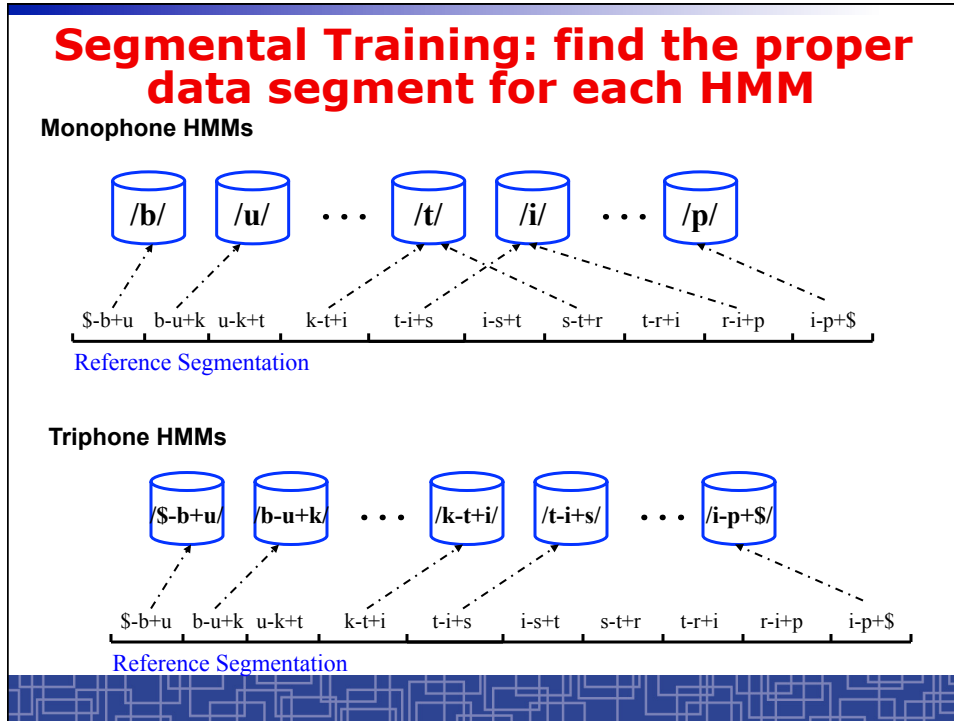 Segmental Training: find the proper
data segment for each HMM
Monophone HMMs
/b/ /u/ ... /t/ /i/ ... /p/
$-b+u b-u+k u-k+t k-t+i t-i+s i-s+t s-t+r t-r+i r-i+p i-p+$
Reference Segmentation
Triphone HMMs
/$-b+u/ /b-u+k/ ... /k-t+i/ /t-i+s/ ... /i-p+$/
$-b+u b-u+k u-k+t k-t+i t-i+s i-s+t s-t+r t-r+i r-i+p i-p+$
Reference Segmentation